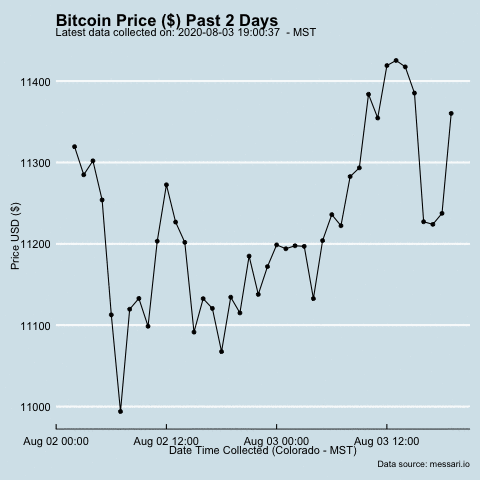 Bitcoin Price ($) Past 2 Days
Latest data collected on: 2020-08-03 19:00:37  - MST
11400
11300
11200
11100
11000
Price USD ($)
Aug 02 00:00 Aug 02 12:00 Aug 03 00:00 Aug 03 12:00
Date Time Collected (Colorado - MST)
Data source: messari.io